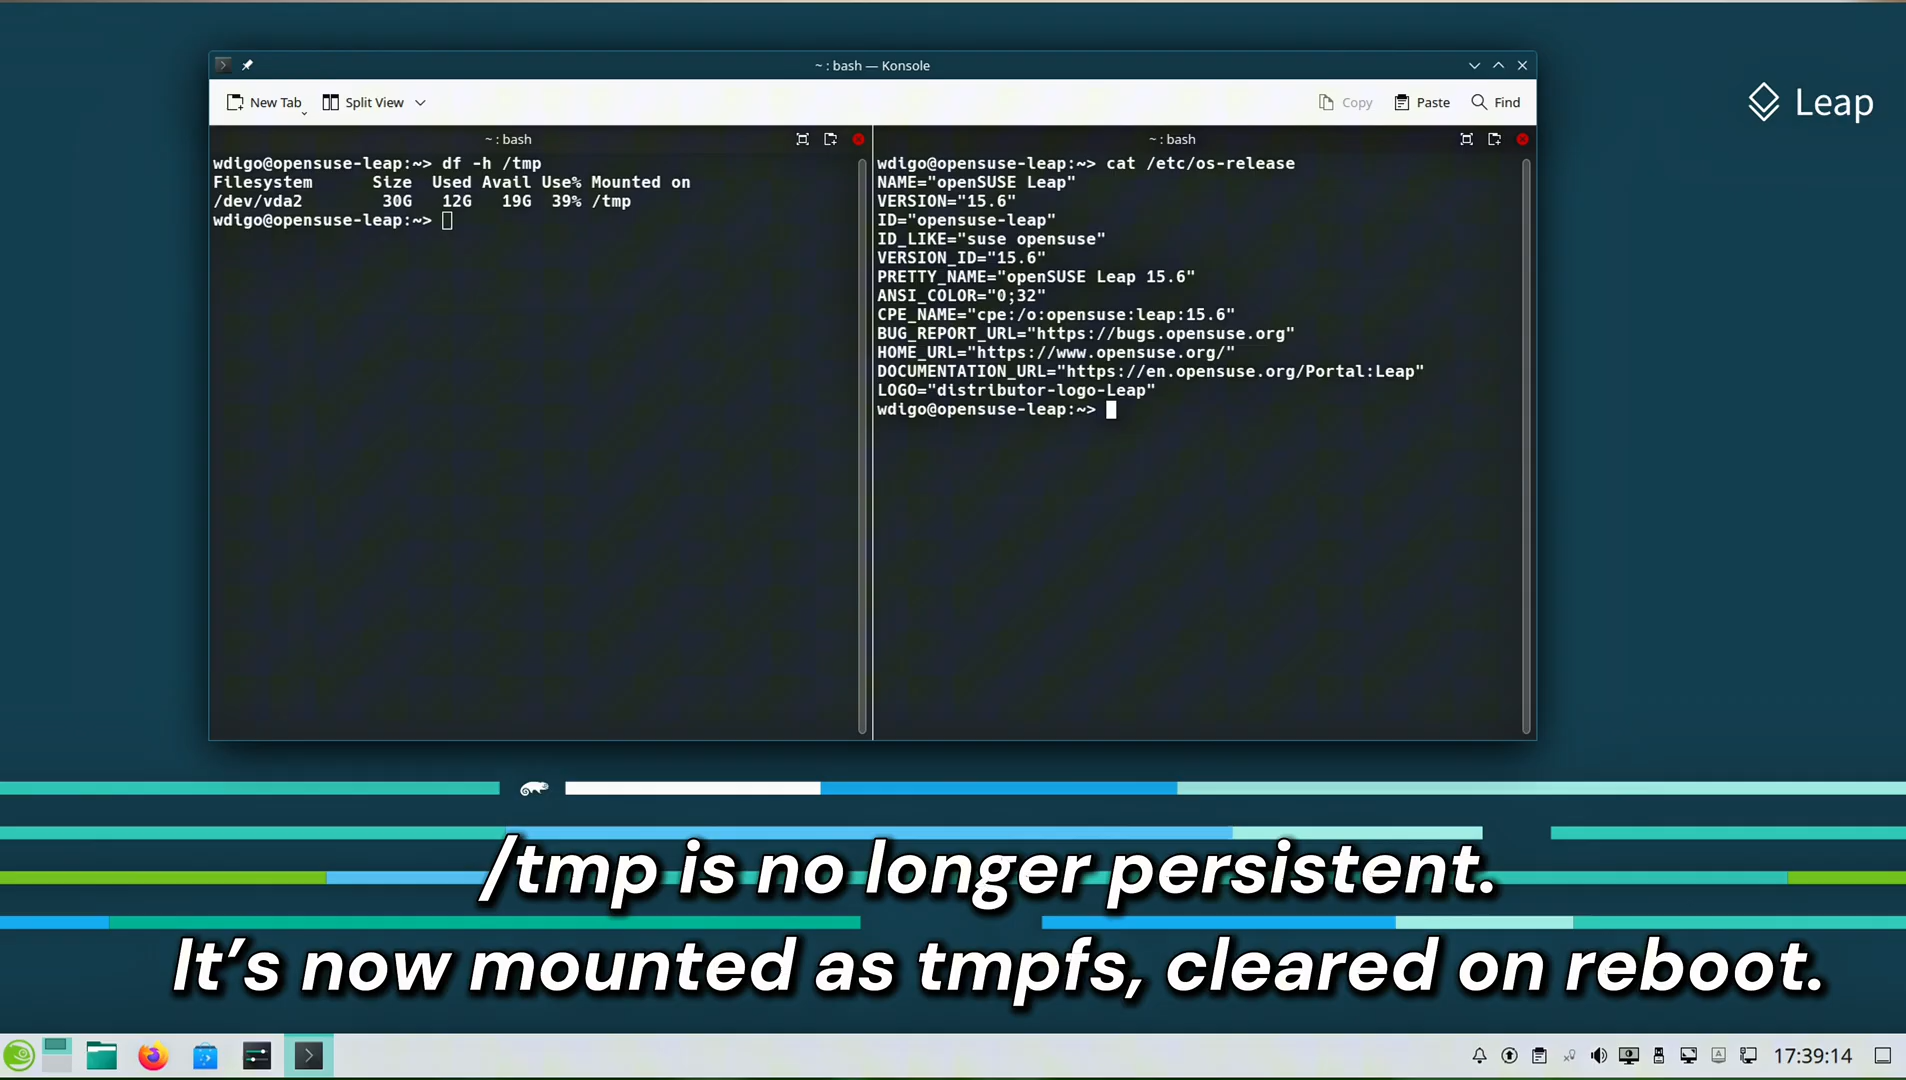 ~ : bash — Konsole
New Tab
Split View
Copy
Paste
Find
Leap
~ : bash
wdigo@opensuse-leap:~> df -h /tmp
Filesystem      Size  Used Avail Use% Mounted on
/dev/vda2        30G   12G   19G  39% /tmp
wdigo@opensuse-leap:~>
~ : bash
wdigo@opensuse-leap:~> cat /etc/os-release
NAME="openSUSE Leap"
VERSION="15.6"
ID="opensuse-leap"
ID_LIKE="suse opensuse"
VERSION_ID="15.6"
PRETTY_NAME="openSUSE Leap 15.6"
ANSI_COLOR="0;32"
CPE_NAME="cpe:/o:opensuse:leap:15.6"
BUG_REPORT_URL="https://bugs.opensuse.org"
HOME_URL="https://www.opensuse.org/"
DOCUMENTATION_URL="https://en.opensuse.org/Portal:Leap"
LOGO="distributor-logo-Leap"
wdigo@opensuse-leap:~>
/tmp is no longer persistent.
It’s now mounted as tmpfs, cleared on reboot.
17:39:14